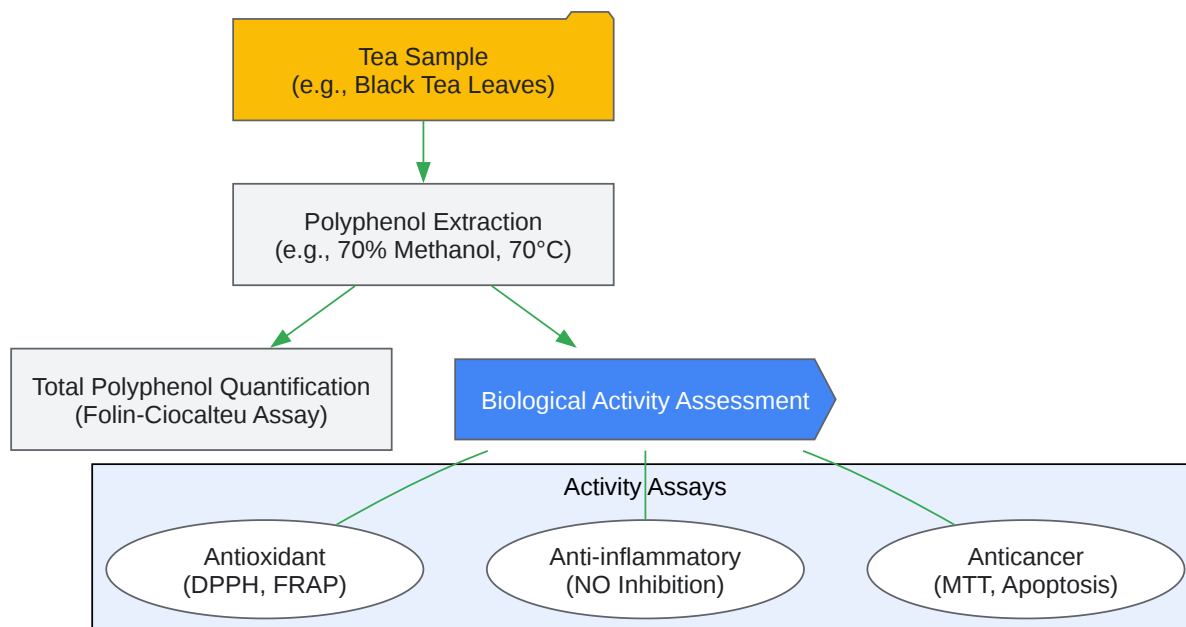 Tea Sample
(e.g., Black Tea Leaves)
Polyphenol Extraction
(e.g., 70% Methanol, 70°C)
Total Polyphenol Quantification
(Folin-Ciocalteu Assay)
Biological Activity Assessment
Activity Assays
Antioxidant
(DPPH, FRAP)
Anti-inflammatory
(NO Inhibition)
Anticancer
(MTT, Apoptosis)